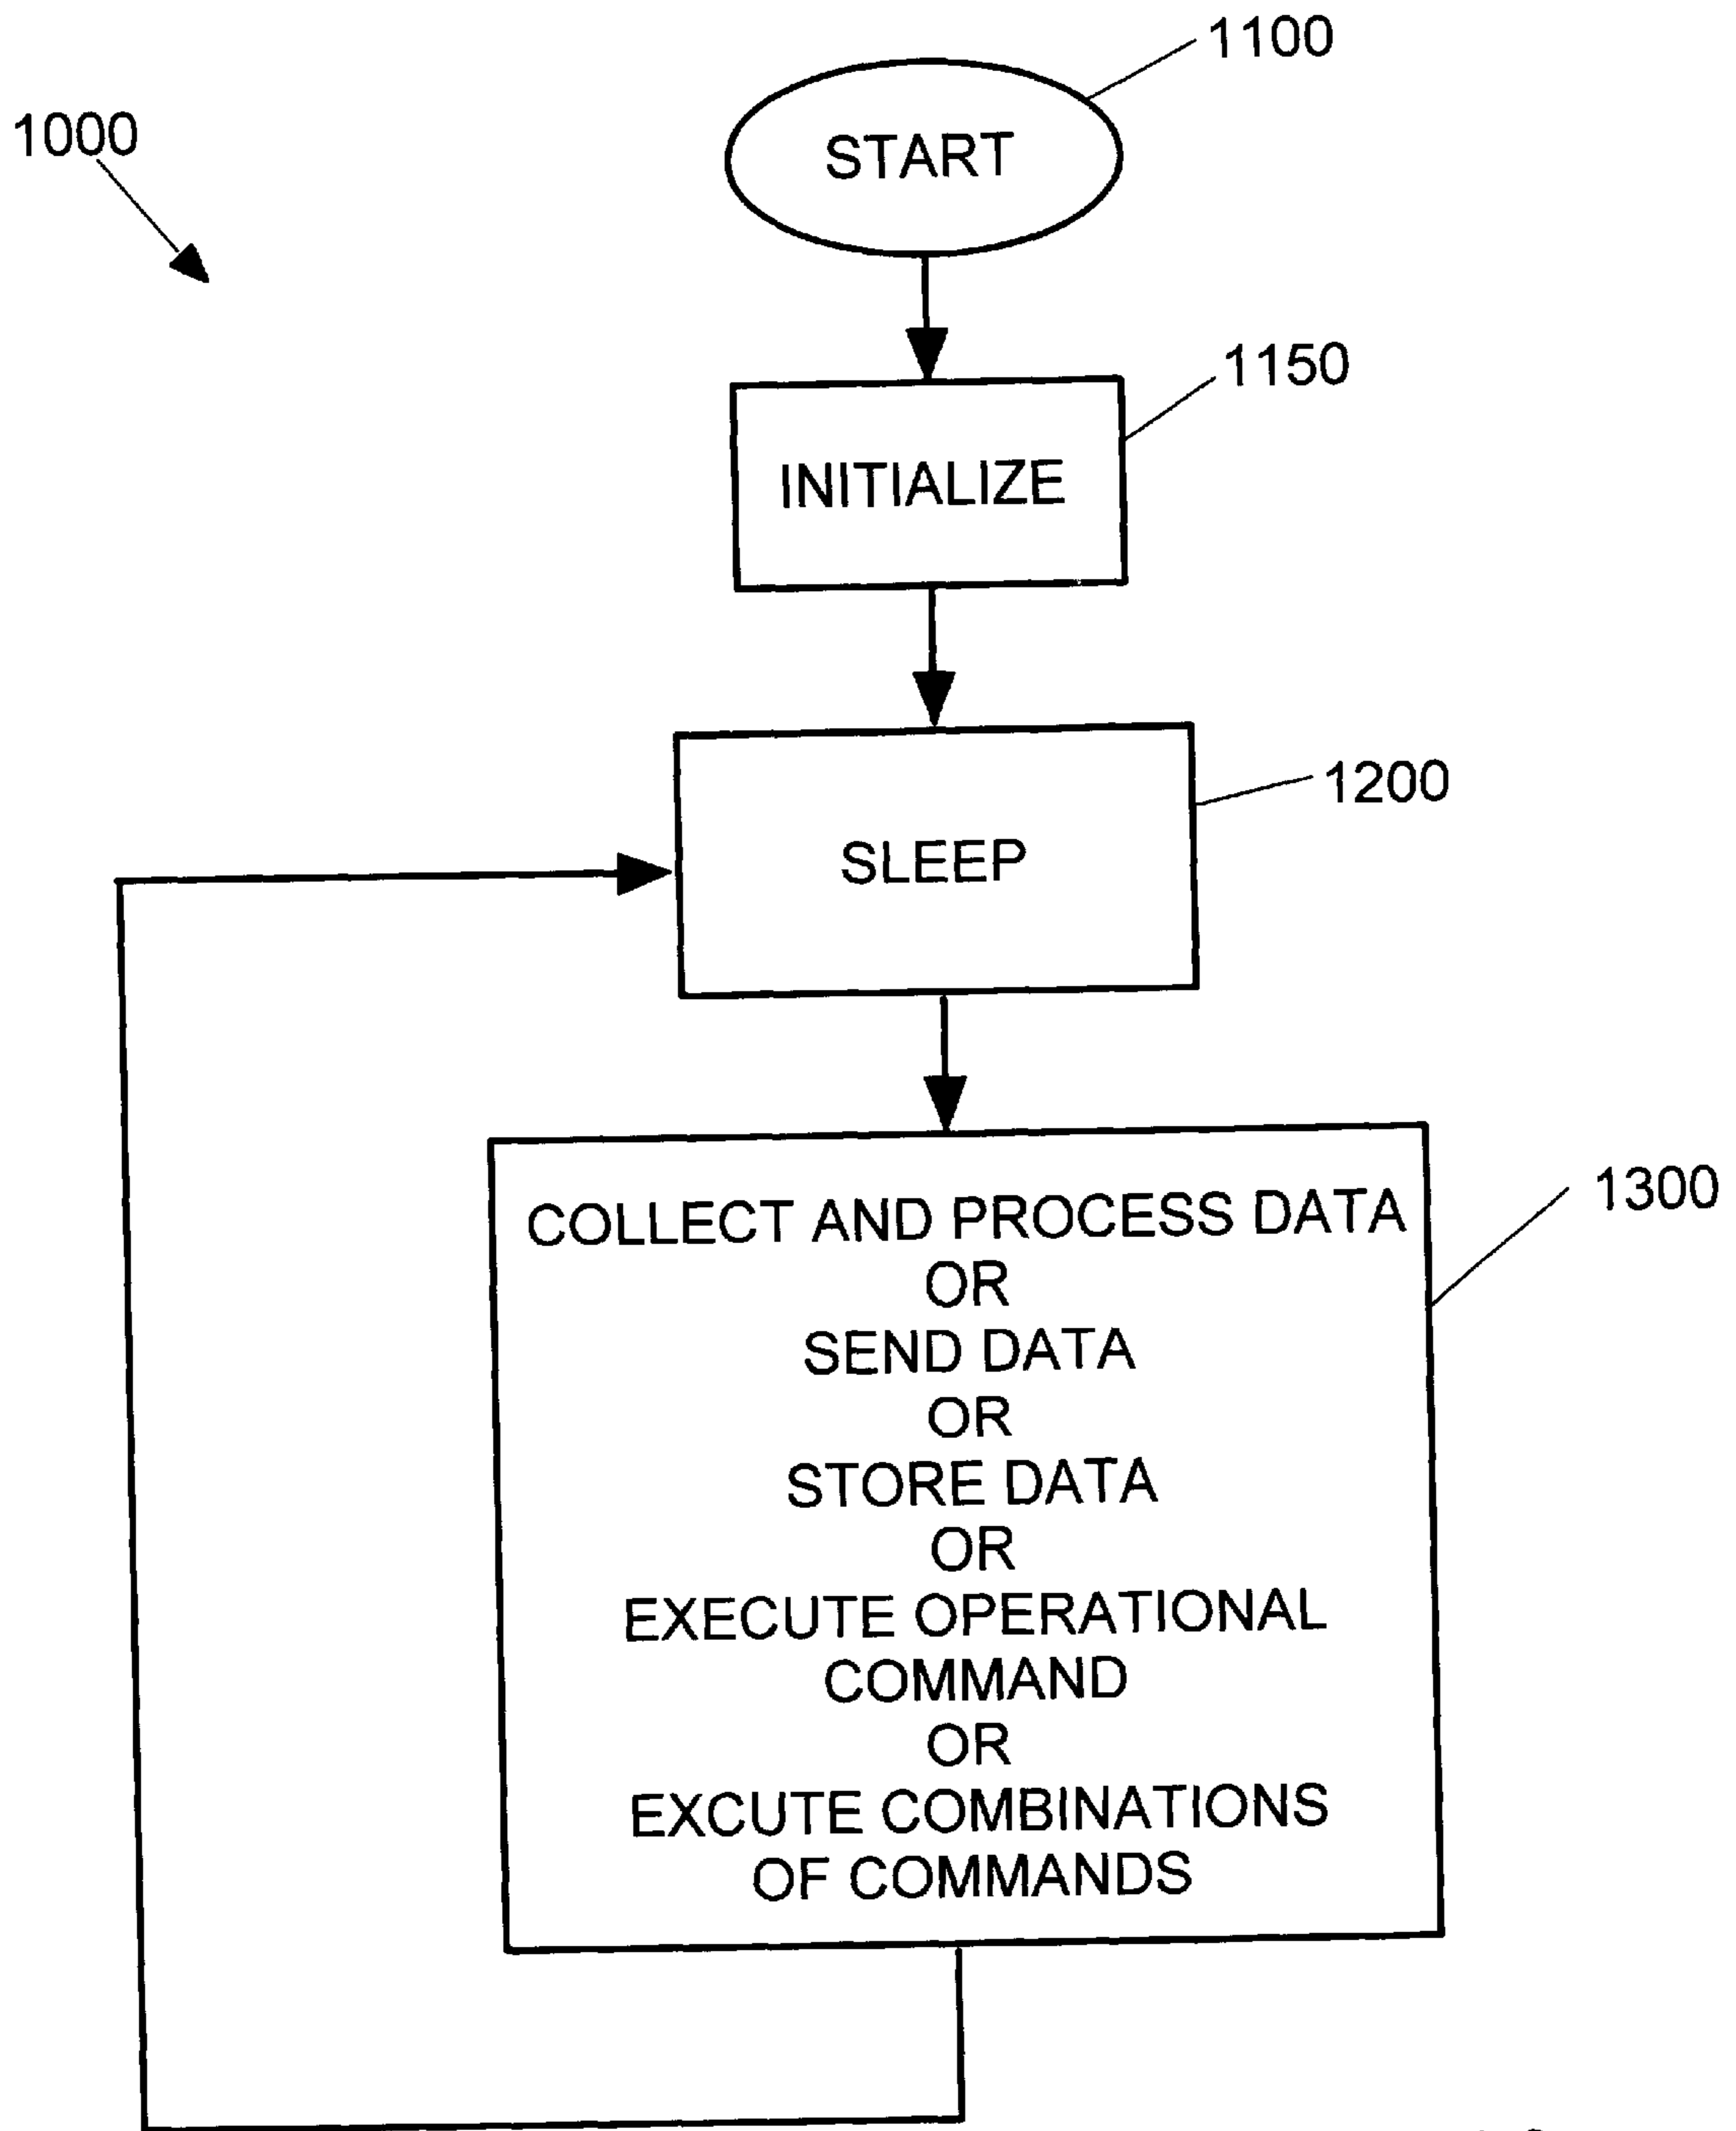 1100
1000
START
1150
INITIALIZE
1200
SLEEP
1300
COLLECT AND PROCESS DATA
OR
SEND DATA
OR
STORE DATA
OR
EXECUTE OPERATIONAL
COMMAND
OR
EXCUTE COMBINATIONS
OF COMMANDS